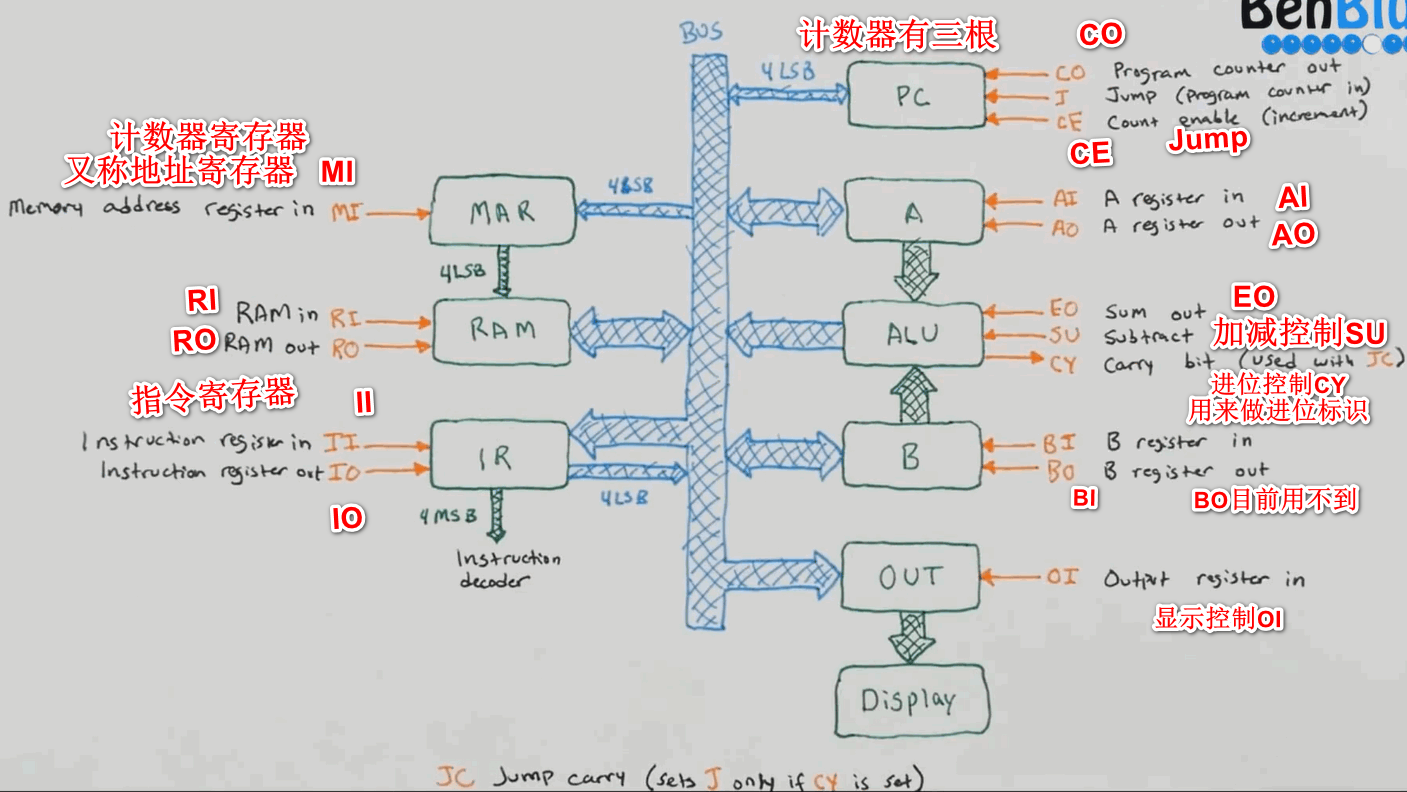 BenBlu
BUS
计数器有三根
CO
4LSB
PC
CO Program counter out
J Jump (program counter in)
CE Count enable (increment)
CE
Jump
计数器寄存器
又称地址寄存器 MI
Memory address register in MI
MAR
4LSB
A
AI A register in
AI
AO A register out
AO
4LSB
RI
RAM in RI
RO
RAM out RO
RAM
ALU
EO Sum out
EO
SU Subtract
加减控制SU
CY Carry bit (used with JC)
进位控制CY
用来做进位标识
指令寄存器
II
Instruction register in II
Instruction register out IO
IR
4LSB
B
BI B register in
BO B register out
BI
BO目前用不到
IO
4MSB
Instruction
decoder
OUT
OI Output register in
显示控制OI
Display
JC Jump carry (sets J only if CY is set)